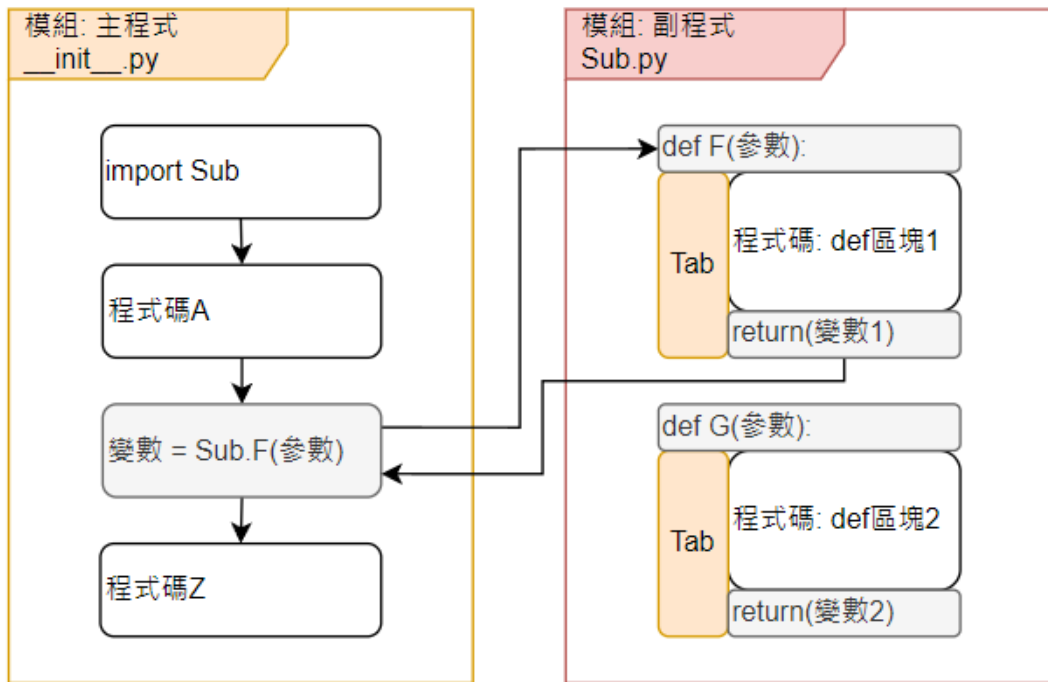 模組: 主程式
__init__.py
import Sub
程式碼A
變數 = Sub.F(參數)
程式碼Z
模組: 副程式
Sub.py
def F(參數):
Tab
程式碼: def區塊1
return(變數1)
def G(參數):
Tab
程式碼: def區塊2
return(變數2)